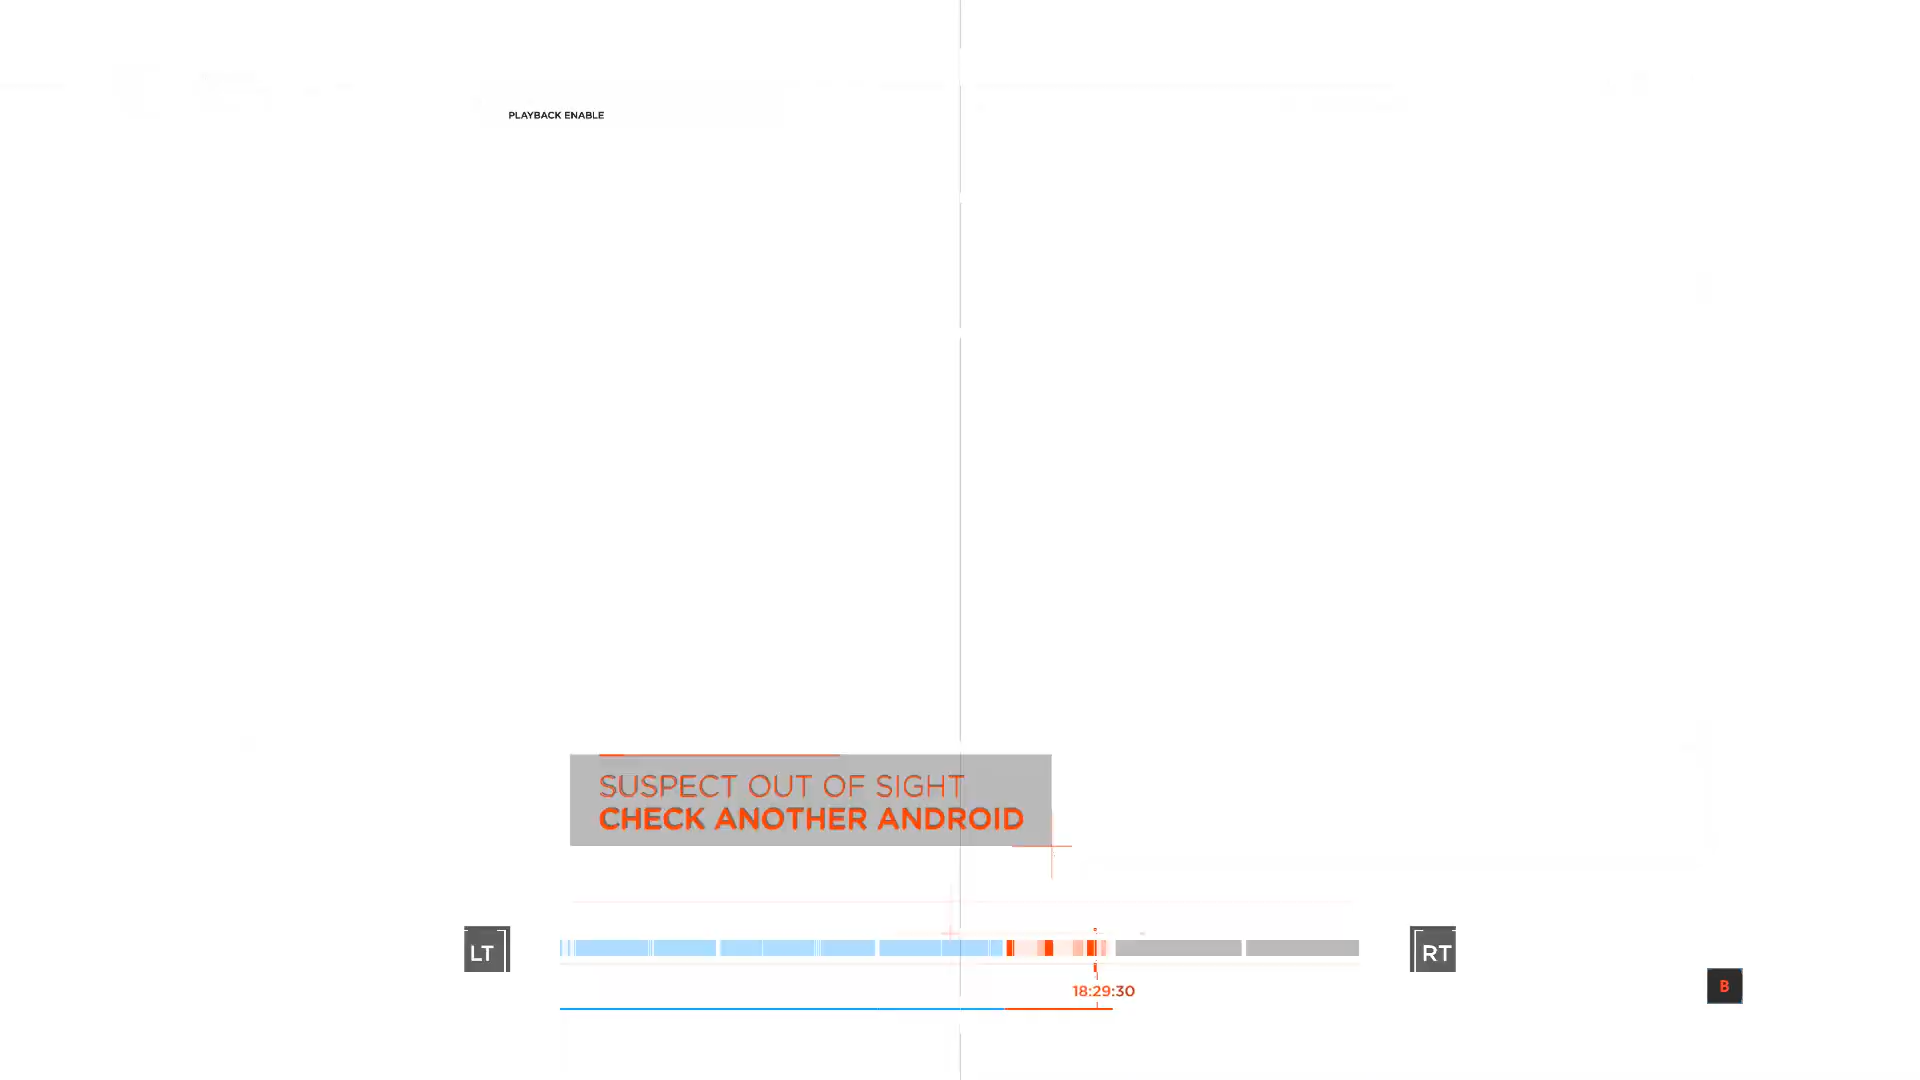 PLAYBACK ENABLE
SUSPECT OUT OF SIGHT
CHECK ANOTHER ANDROID
LT
RT
18:29:30
B